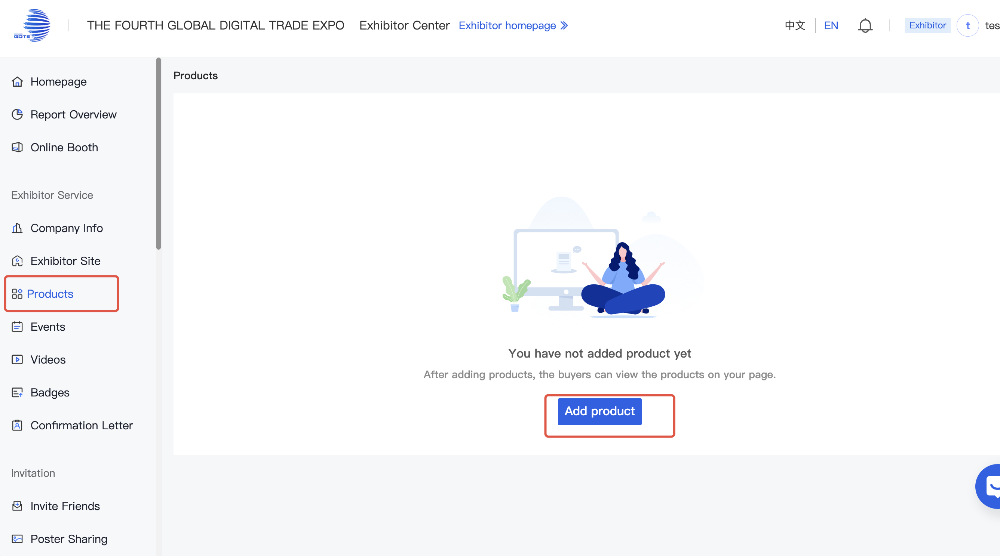 GDTE
THE FOURTH GLOBAL DIGITAL TRADE EXPO
Exhibitor Center
Exhibitor homepage
中文
EN
Exhibitor
t
tes
Homepage
Report Overview
Online Booth
Exhibitor Service
Company Info
Exhibitor Site
Products
Events
Videos
Badges
Confirmation Letter
Invitation
Invite Friends
Poster Sharing
Products
You have not added product yet
After adding products, the buyers can view the products on your page.
Add product